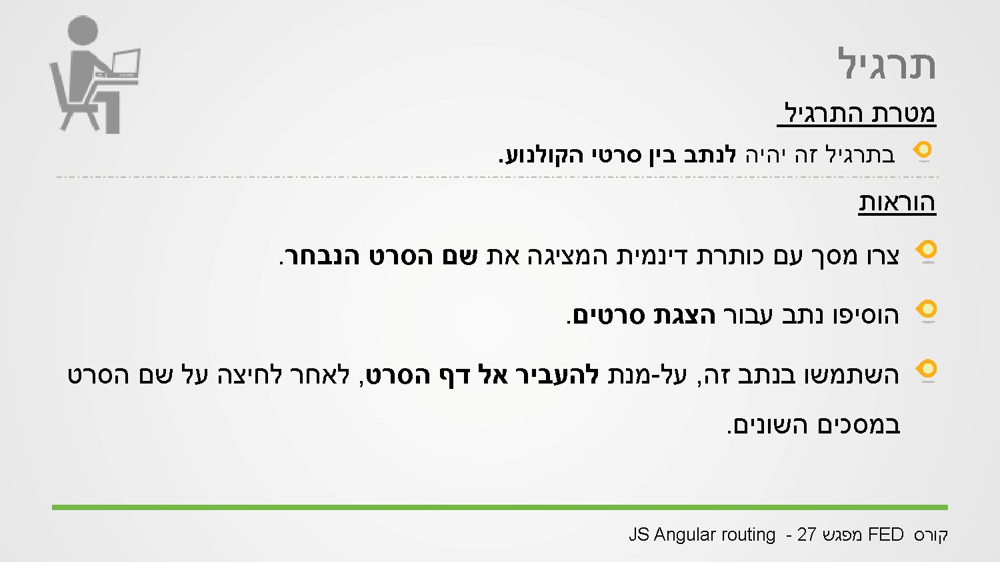 תרגיל
מטרת התרגיל
בתרגיל זה יהיה לנתב בין סרטי הקולנוע.
הוראות
צרו מסך עם כותרת דינמית המציגה את שם הסרט הנבחר.
הוסיפו נתב עבור הצגת סרטים.
השתמשו בנתב זה, על-מנת להעביר אל דף הסרט, לאחר לחיצה על שם הסרט
במסכים השונים.
קורס FED מפגש 27 - JS Angular routing